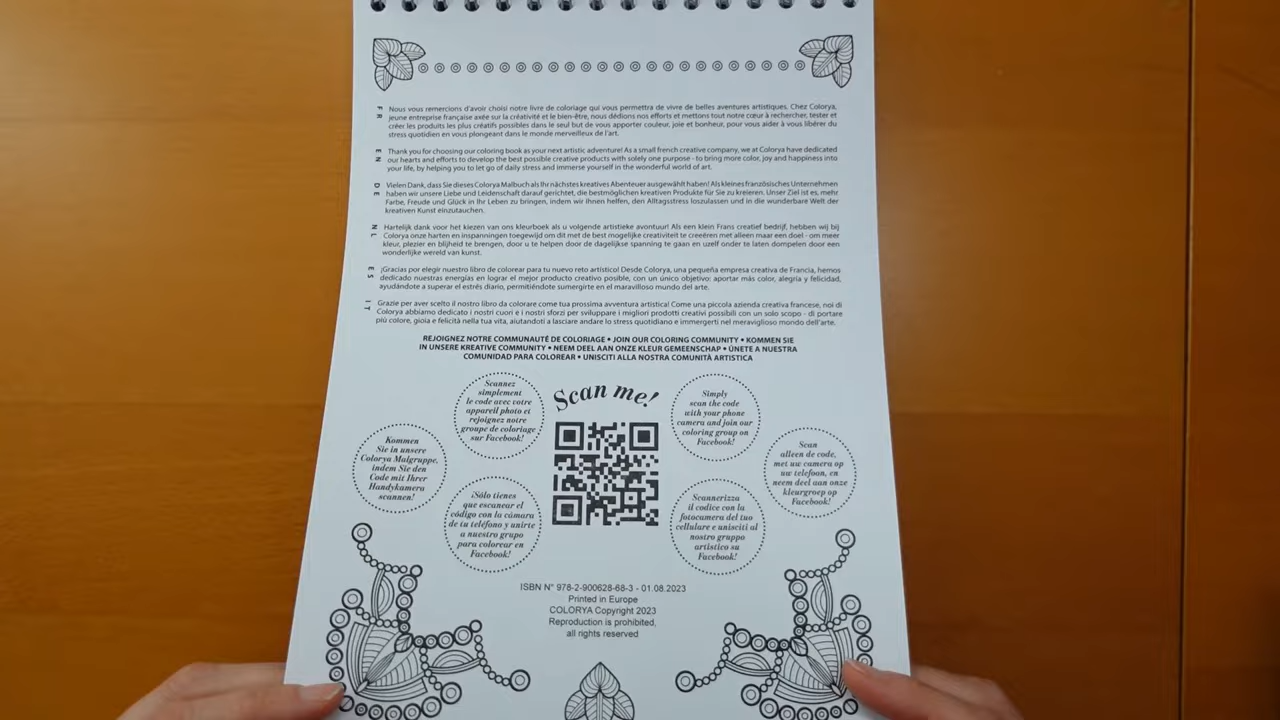 FR
Nous vous remercions d'avoir choisi notre livre de coloriage qui vous permettra de vivre de belles aventures artistiques. Chez Colorya,
jeune entreprise française axée sur la créativité et le bien-être, nous dédions nos efforts et mettons tout notre cœur à rechercher, tester et
créer les produits les plus créatifs possibles dans le seul but de vous apporter couleur, joie et bonheur, pour vous aider à vous libérer du
stress quotidien en vous plongeant dans le monde merveilleux de l'art.
EN
Thank you for choosing our coloring book as your next artistic adventure! As a small french creative company, we at Colorya have dedicated
our hearts and efforts to develop the best possible creative products with solely one purpose - to bring more color, joy and happiness into
your life, by helping you to let go of daily stress and immerse yourself in the wonderful world of art.
DE
Vielen Dank, dass Sie dieses Colorya Malbuch als Ihr nächstes kreatives Abenteuer ausgewählt haben! Als kleines französisches Unternehmen
haben wir unsere Liebe und Leidenschaft darauf gerichtet, die bestmöglichen kreativen Produkte für Sie zu kreieren. Unser Ziel ist es, mehr
Farbe, Freude und Glück in Ihr Leben zu bringen, indem wir Ihnen helfen, den Alltagsstress loszulassen und in die wunderbare Welt der
kreativen Kunst einzutauchen.
NL
Hartelijk dank voor het kiezen van ons kleurboek als u volgende artistieke avontuur! Als een klein Frans creatief bedrijf, hebben wij bij
Colorya onze harten en inspanningen toegewijd om dit met de best mogelijke creativiteit te creeëren met alleen maar een doel - om meer
kleur, plezier en blijheid te brengen, door u te helpen door de dagelijkse spanning te gaan en uzelf onder te laten dompelen door een
wonderlijke wereld van kunst.
ES
¡Gracias por elegir nuestro libro de colorear para tu nuevo reto artístico! Desde Colorya, una pequeña empresa creativa de Francia, hemos
dedicado nuestras energías en lograr el mejor producto creativo posible, con un único objetivo: aportar más color, alegría y felicidad,
ayudándote a superar el estrés diario, permitiéndote sumergirte en el maravilloso mundo del arte.
IT
Grazie per aver scelto il nostro libro da colorare come tua prossima avventura artistica! Come una piccola azienda creativa francese, noi di
Colorya abbiamo dedicato i nostri cuori e i nostri sforzi per sviluppare i migliori prodotti creativi possibili con un solo scopo - di portare
più colore, gioia e felicità nella tua vita, aiutandoti a lasciare andare lo stress quotidiano e immergerti nel meraviglioso mondo dell'arte.
REJOIGNEZ NOTRE COMMUNAUTÉ DE COLORIAGE • JOIN OUR COLORING COMMUNITY • KOMMEN SIE
IN UNSERE KREATIVE COMMUNITY • NEEM DEEL AAN ONZE KLEUR GEMEENSCHAP • ÚNETE A NUESTRA
COMUNIDAD PARA COLOREAR • UNISCITI ALLA NOSTRA COMUNITÀ ARTISTICA
Kommen
Sie in unsere
Colorya Malgruppe,
indem Sie den
Code mit Ihrer
Handykamera
scannen!
Scannez
simplement
le code avec votre
appareil photo et
rejoignez notre
groupe de coloriage
sur Facebook!
¡Sólo tienes
que escanear el
código con la cámara
de tu teléfono y unirte
a nuestro grupo
para colorear en
Facebook!
Scan me!
Simply
scan the code
with your phone
camera and join our
coloring group on
Facebook!
Scannerizza
il codice con la
fotocamera del tuo
cellulare e unisciti al
nostro gruppo
artistico su
Facebook!
Scan
alleen de code,
met uw camera op
uw telefoon, en
neem deel aan onze
kleurgroep op
Facebook!
ISBN N° 978-2-900628-68-3 - 01.08.2023
Printed in Europe
COLORYA Copyright 2023
Reproduction is prohibited,
all rights reserved